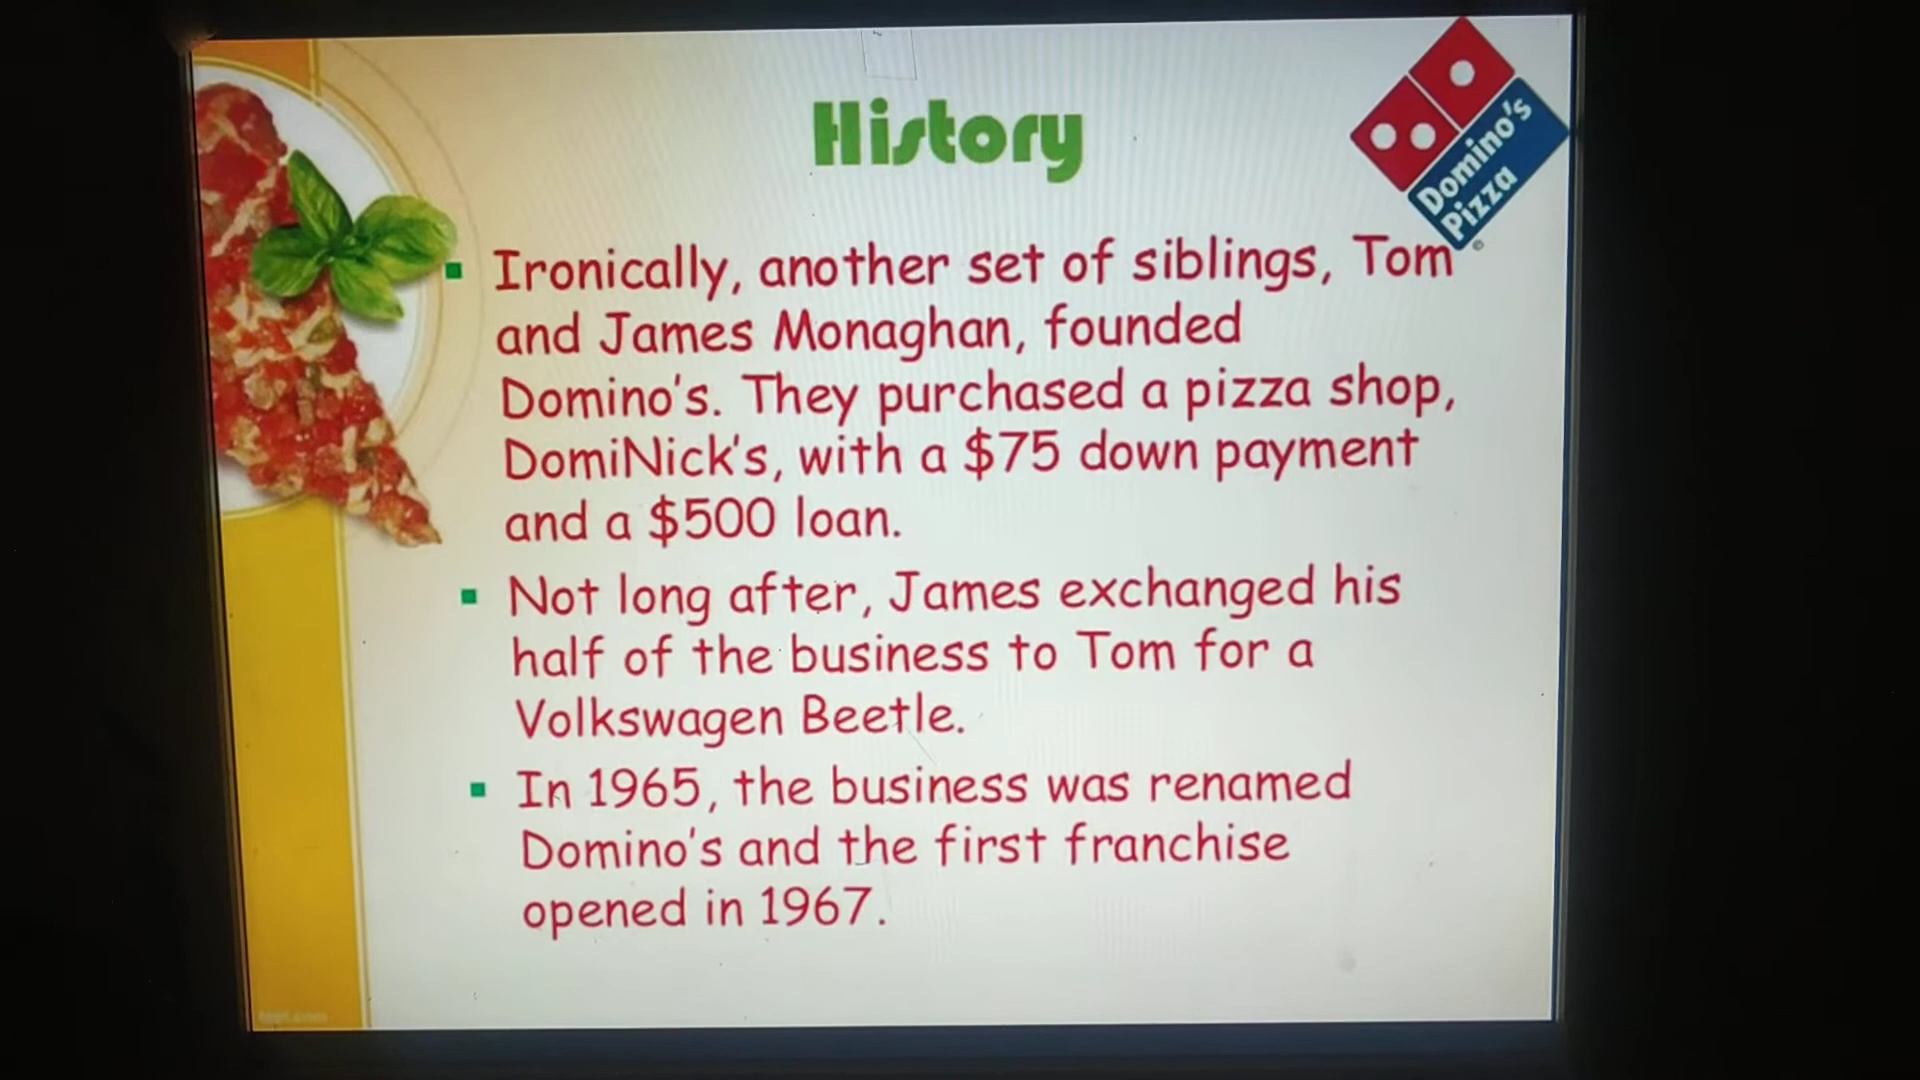 History
Domino's
Pizza
©
Ironically, another set of siblings, Tom
and James Monaghan, founded
Domino's. They purchased a pizza shop,
DomiNick's, with a $75 down payment
and a $500 loan.
Not long after, James exchanged his
half of the business to Tom for a
Volkswagen Beetle.
In 1965, the business was renamed
Domino's and the first franchise
opened in 1967.